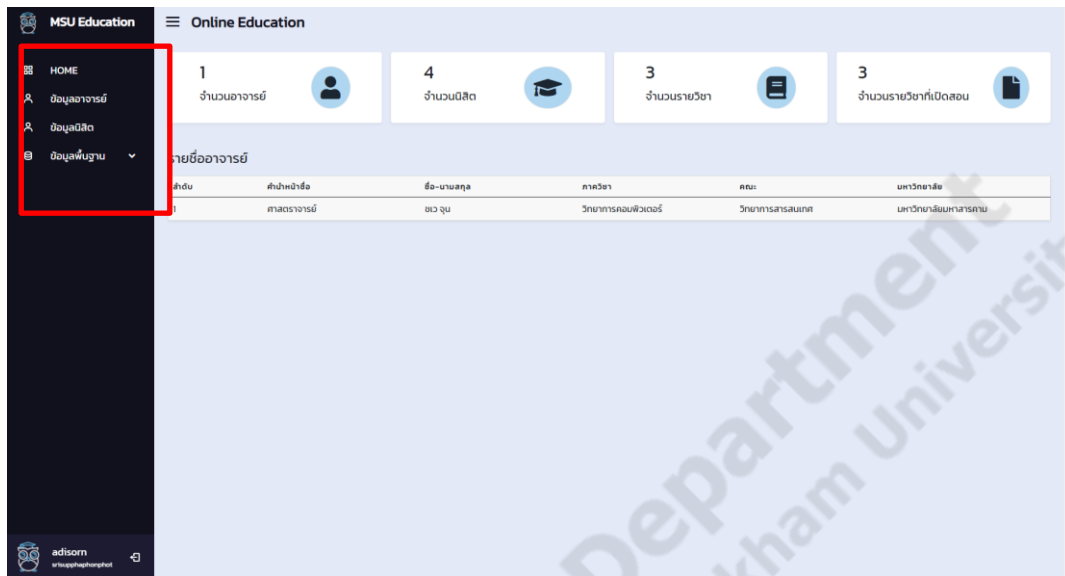 MSU Education
Online Education
HOME
ข้อมูลอาจารย์
ข้อมูลนิสิต
ข้อมูลพื้นฐาน
1
จำนวนอาจารย์
4
จำนวนนิสิต
3
จำนวนรายวิชา
3
จำนวนรายวิชาที่เปิดสอน
รายชื่ออาจารย์
ลำดับ คำนำหน้าชื่อ ชื่อ-นามสกุล ภาควิชา คณะ มหาวิทยาลัย
1 ศาสตราจารย์ ชเว จุน วิทยาการคอมพิวเตอร์ วิทยาการสารสนเทศ มหาวิทยาลัยมหาสารคาม
adisorn
srisupphaphonphot
Department